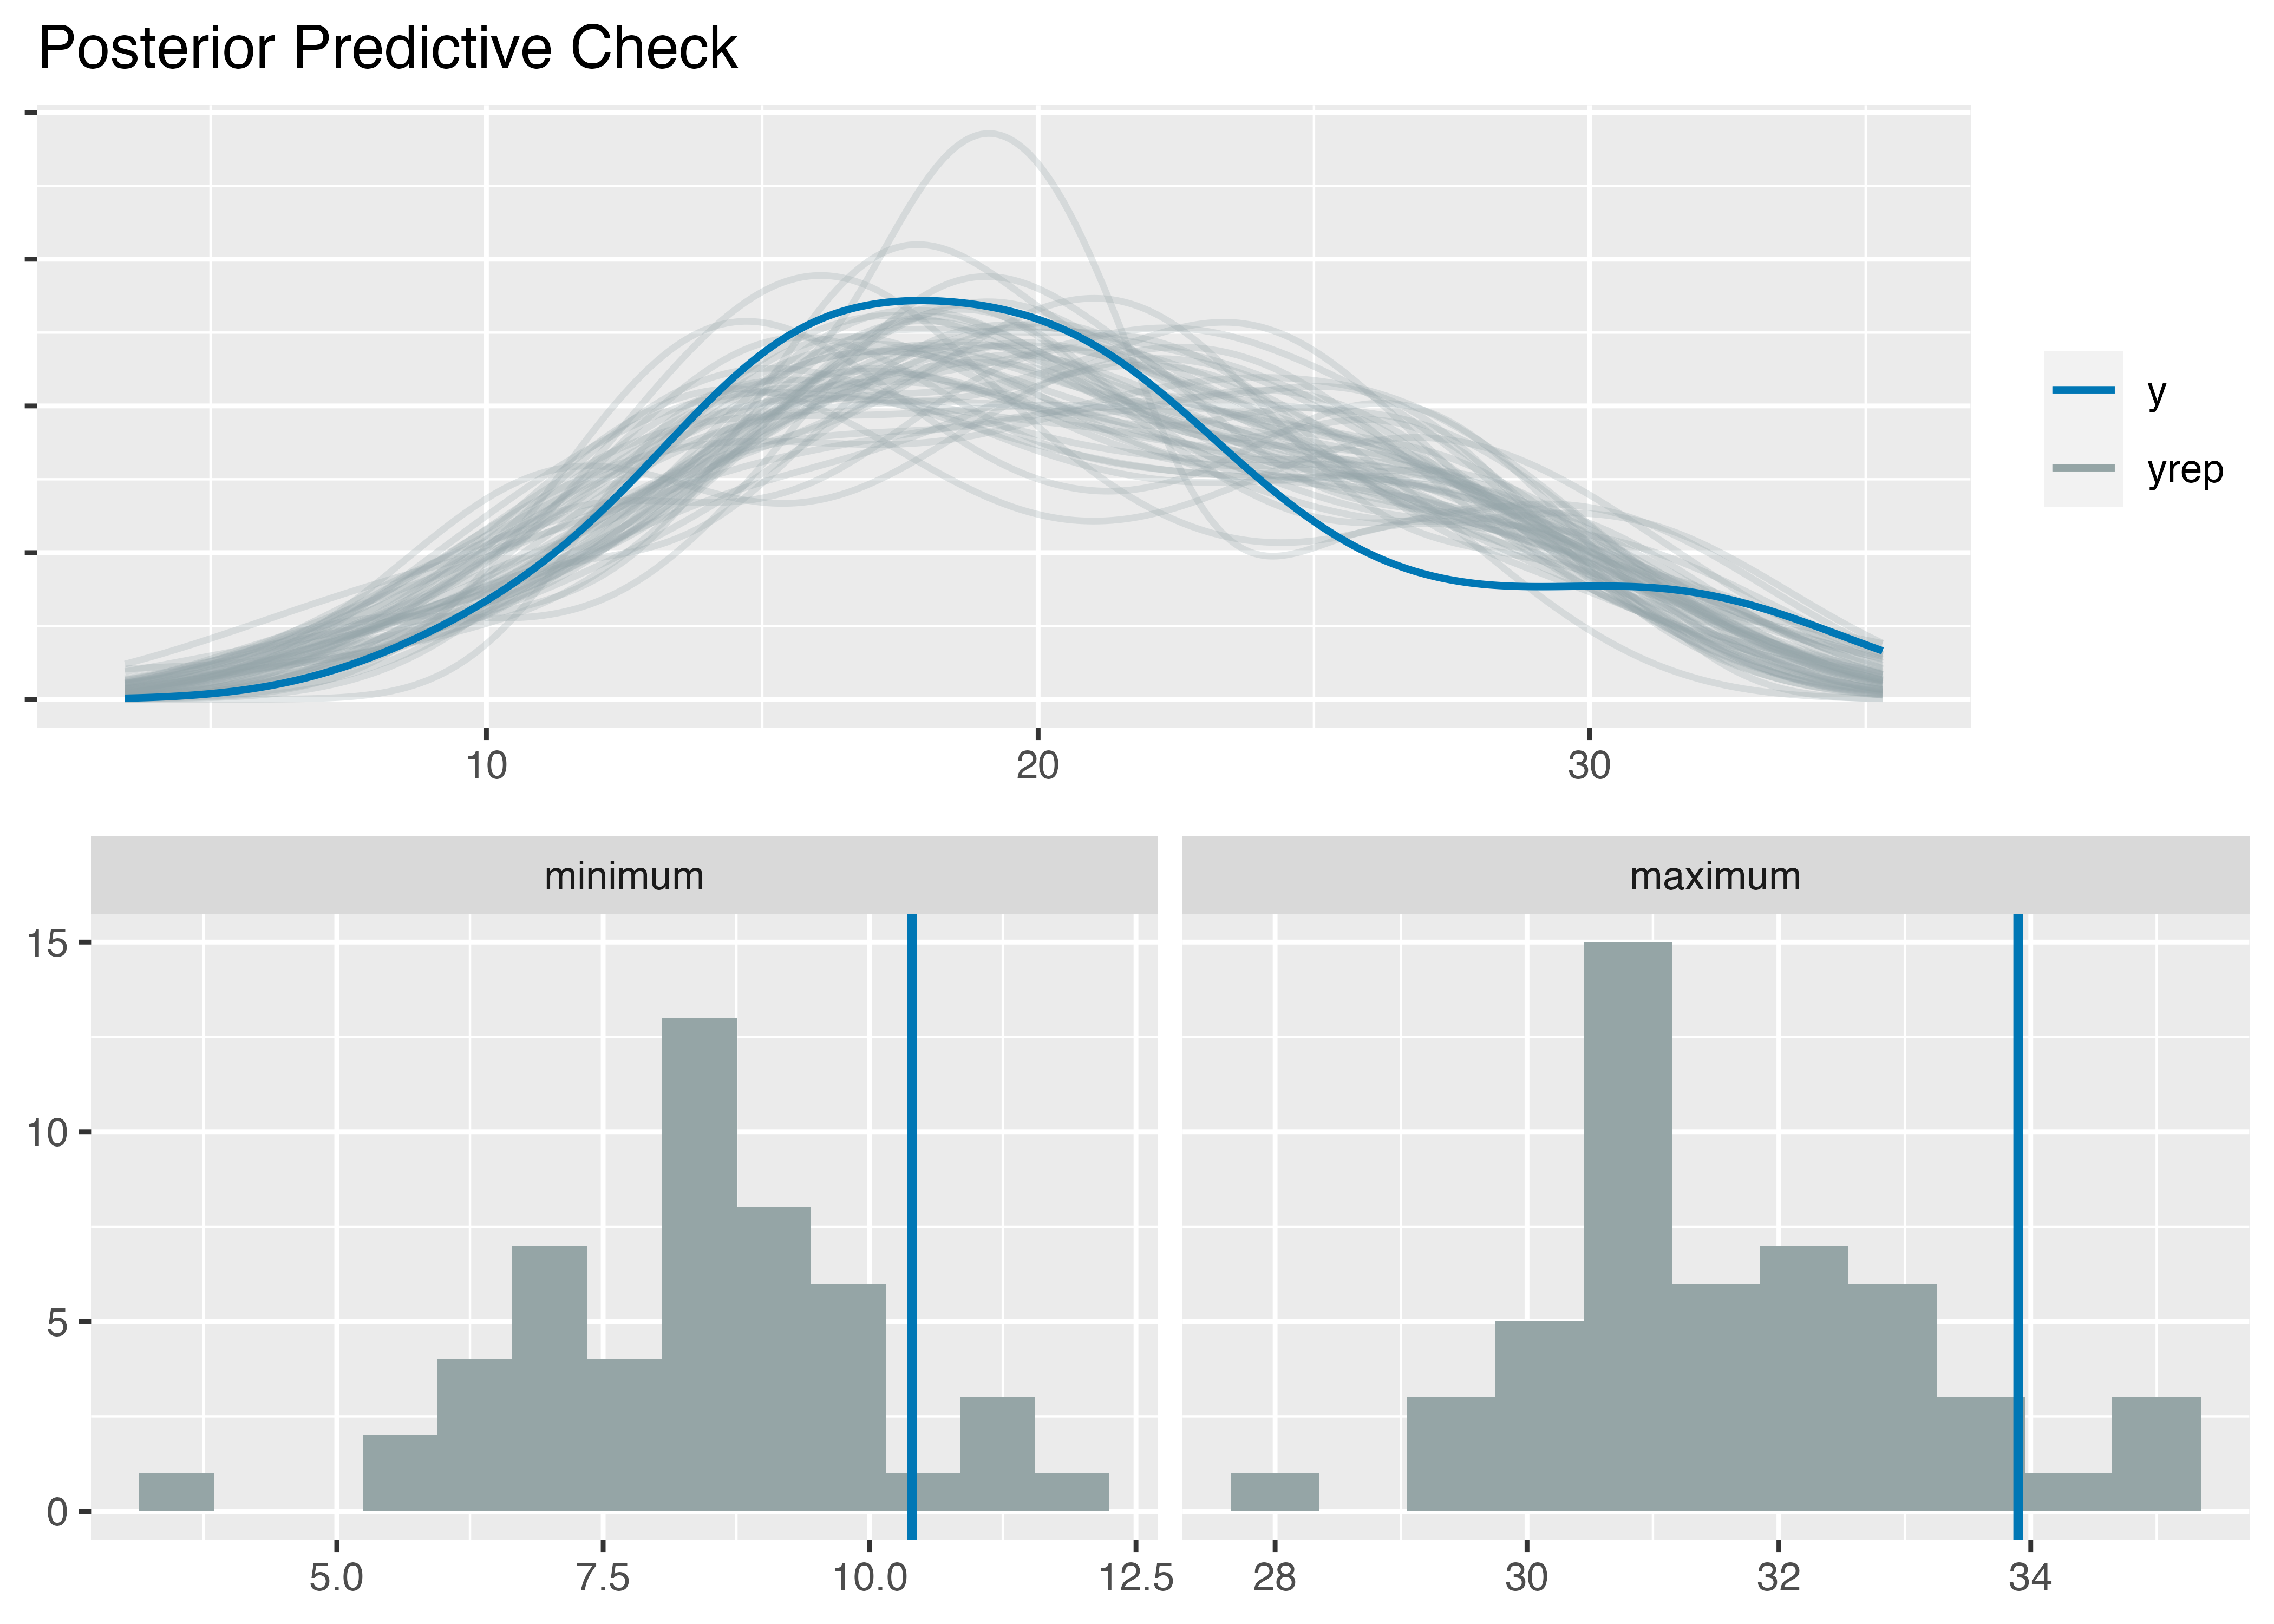 Posterior Predictive Check
y
yrep
10 20 30
minimum maximum
15
10
5
0
5.0 7.5 10.0 12.5 28 30 32 34